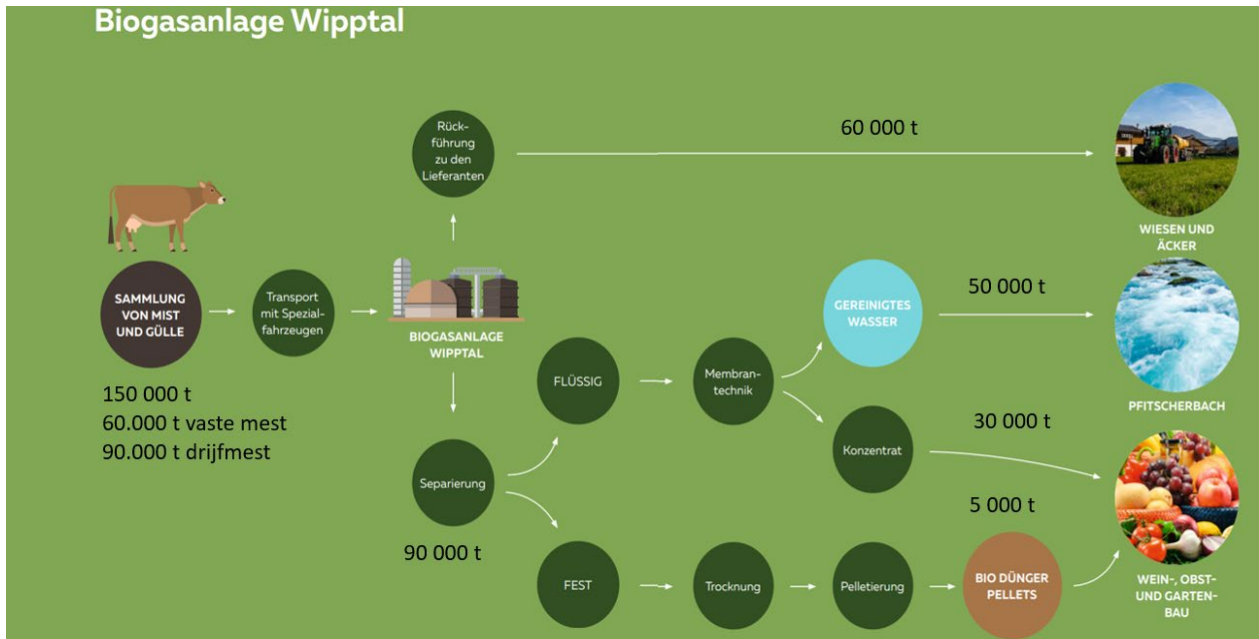 Biogasanlage Wipptal
Rück-
führung
zu den
Lieferanten
60 000 t
WIESEN UND
ÄCKER
SAMMLUNG
VON MIST
UND GÜLLE
Transport
mit Spezial-
fahrzeugen
BIOGASANLAGE
WIPPTAL
150 000 t
60.000 t vaste mest
90.000 t drijfmest
Separierung
90 000 t
FLÜSSIG
Membran-
technik
GEREINIGTES
WASSER
50 000 t
PFITSCHERBACH
Konzentrat
30 000 t
FEST
Trocknung
Pelletierung
5 000 t
BIO DÜNGER
PELLETS
WEIN-, OBST-
UND GARTEN-
BAU